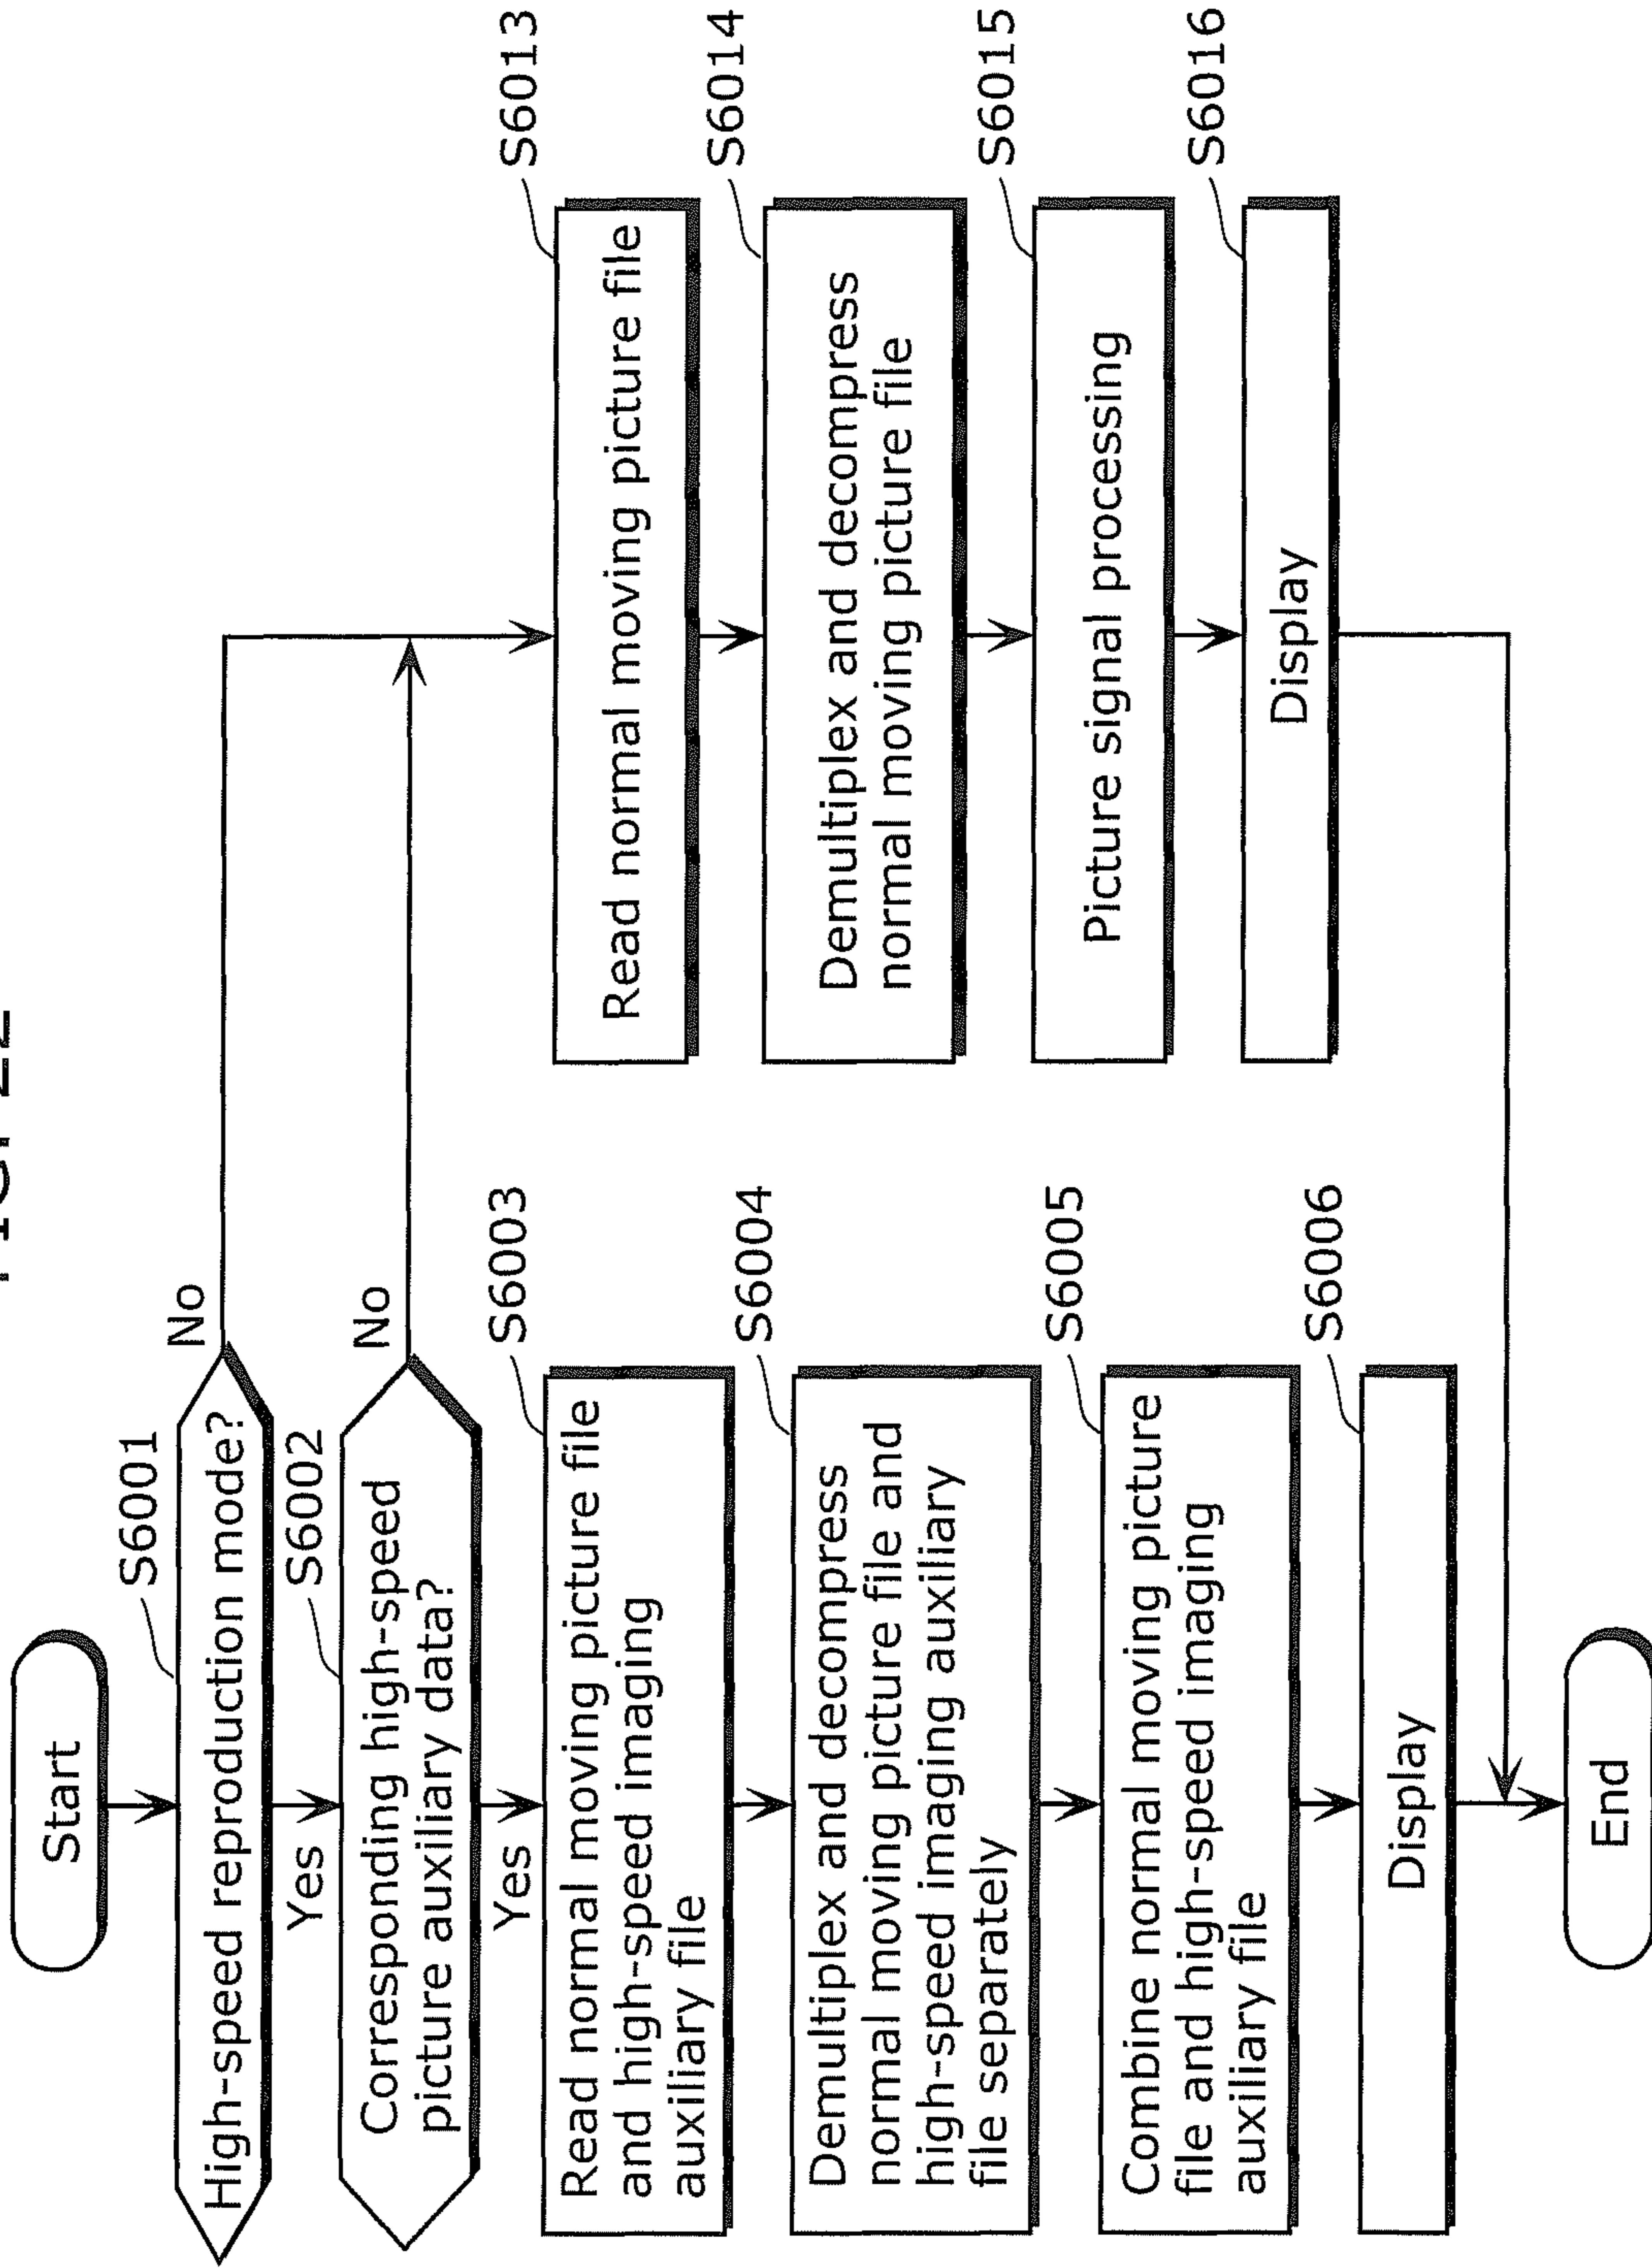 Start
S6001
High-speed reproduction mode?
No
Yes
S6002
Corresponding high-speed
picture auxiliary data?
No
Yes
S6003
Read normal moving picture file
and high-speed imaging
auxiliary file
S6004
Demultiplex and decompress
normal moving picture file and
high-speed imaging auxiliary
file separately
S6005
Combine normal moving picture
file and high-speed imaging
auxiliary file
S6006
Display
End
S6013
Read normal moving picture file
S6014
Demultiplex and decompress
normal moving picture file
S6015
Picture signal processing
S6016
Display